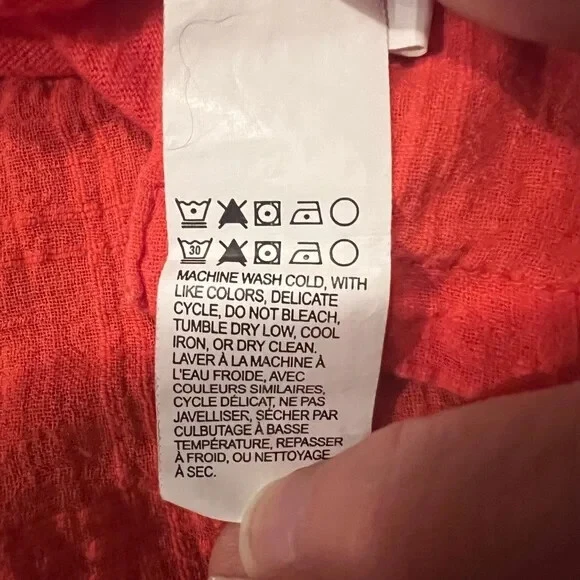 30
MACHINE WASH COLD, WITH
LIKE COLORS, DELICATE
CYCLE, DO NOT BLEACH,
TUMBLE DRY LOW, COOL
IRON, OR DRY CLEAN.
LAVER À LA MACHINE À
L'EAU FROIDE, AVEC
COULEURS SIMILAIRES,
CYCLE DÉLICAT, NE PAS
JAVELLISER, SÉCHER PAR
CULBUTAGE À BASSE
TEMPÉRATURE, REPASSER
À FROID, OU NETTOYAGE
À SEC.